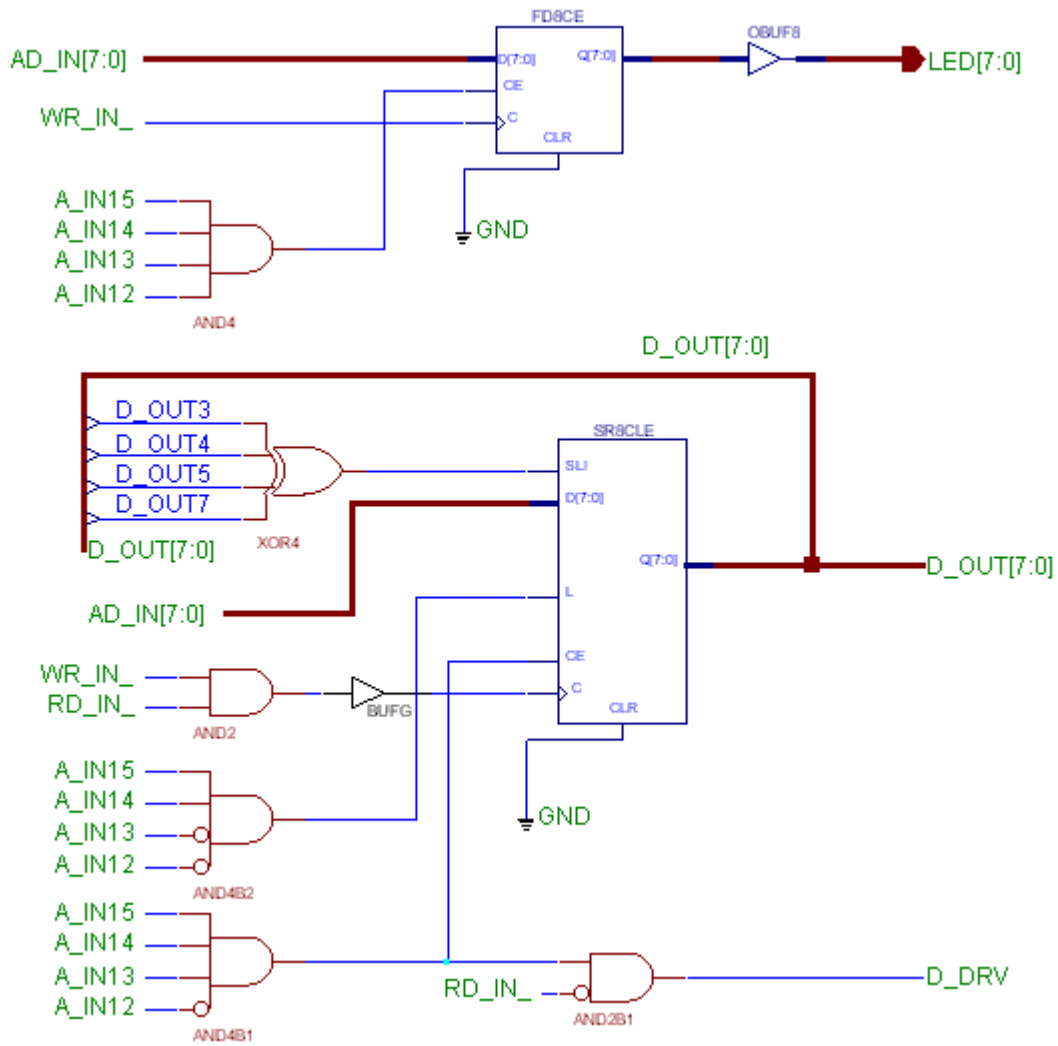 FD8CE
OBUF8
AD_IN[7:0]
D[7:0]
Q[7:0]
LED[7:0]
CE
WR_IN_
C
CLR
A_IN15
A_IN14
A_IN13
A_IN12
GND
AND4
D_OUT[7:0]
D_OUT3
D_OUT4
D_OUT5
D_OUT7
D_OUT[7:0]
XOR4
SR8CLE
SLI
D[7:0]
Q[7:0]
D_OUT[7:0]
AD_IN[7:0]
L
CE
WR_IN_
RD_IN_
C
BUFG
CLR
AND2
A_IN15
A_IN14
A_IN13
A_IN12
GND
AND4B2
A_IN15
A_IN14
A_IN13
A_IN12
AND4B1
RD_IN_
D_DRV
AND2B1